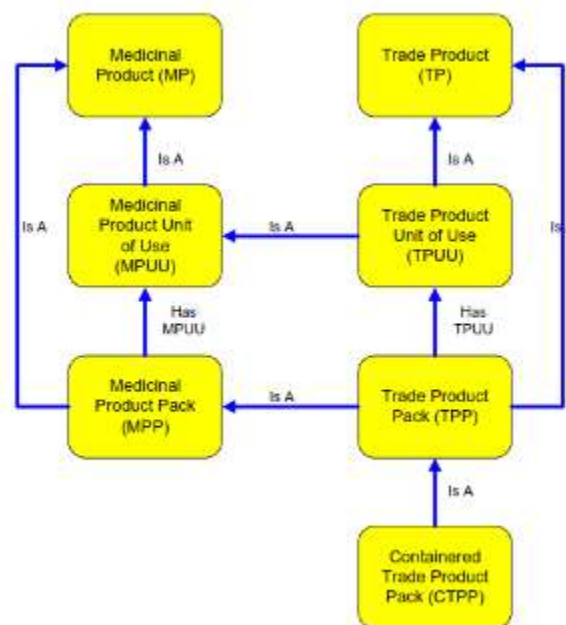 Medicinal
Product (MP)
Trade Product
(TP)
Is A
Is A
Medicinal
Product Unit
of Use
(MPUU)
Is A
Trade Product
Unit of Use
(TPUU)
Is A
Is
Has
MPUU
Has
TPUU
Medicinal
Product Pack
(MPP)
Is A
Trade Product
Pack (TPP)
Is A
Containered
Trade Product
Pack (CTPP)